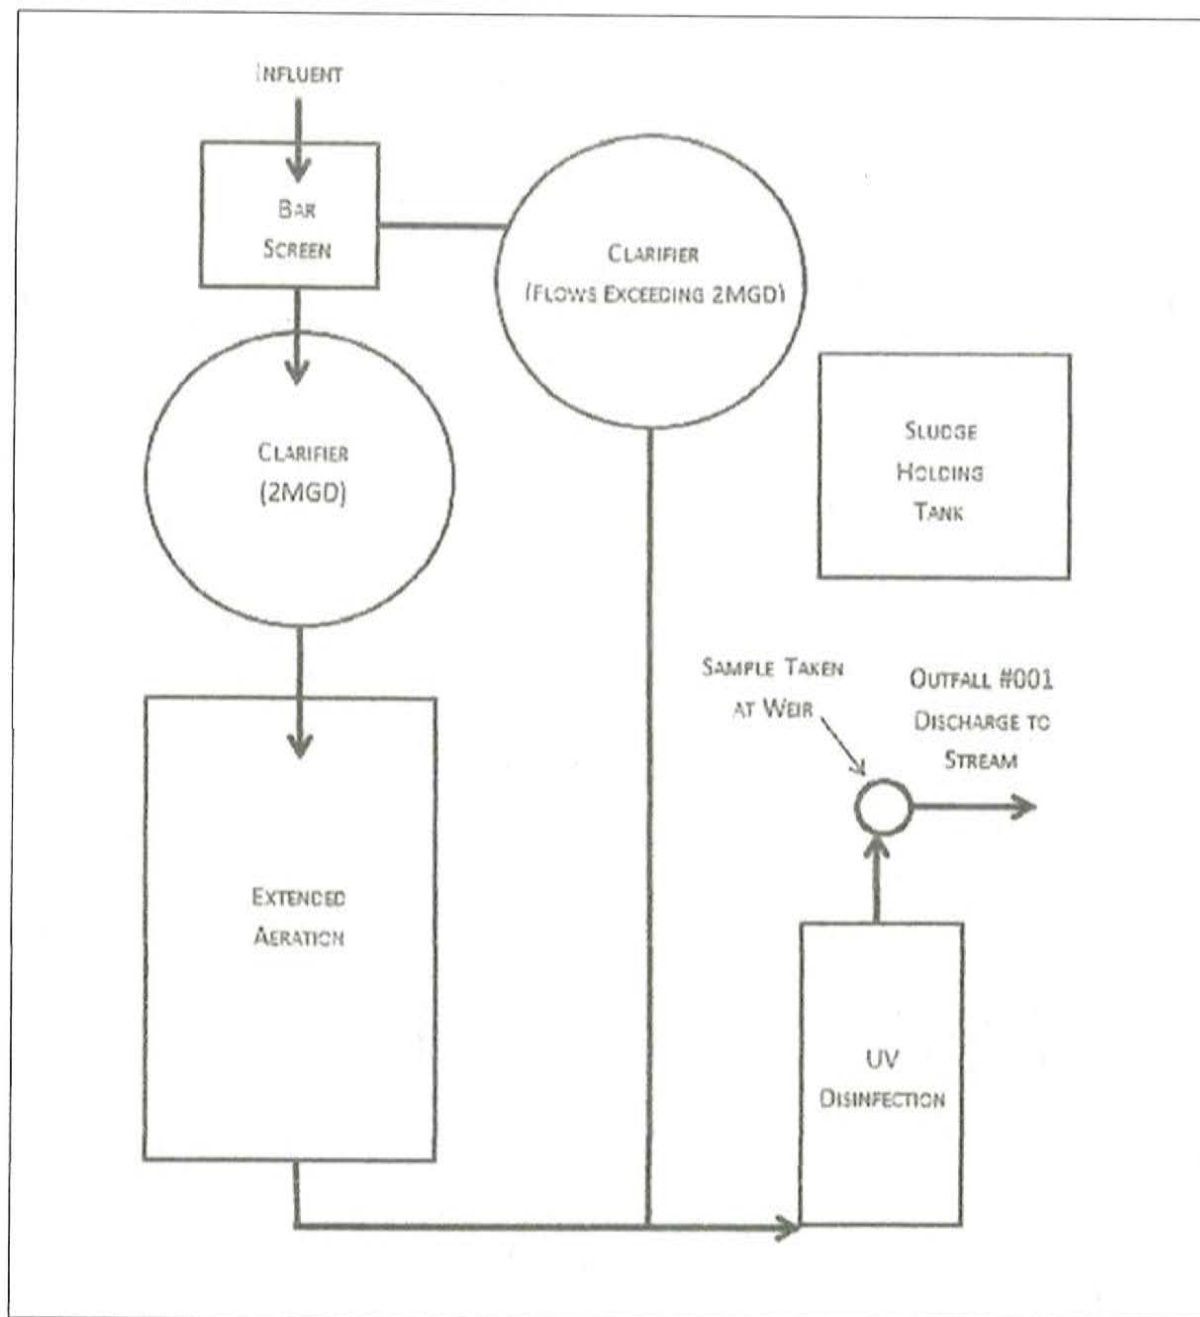 INFLUENT
BAR
SCREEN
CLARIFIER
(FLOWS EXCEEDING 2MGD)
CLARIFIER
(2MGD)
SLUDGE
HOLDING
TANK
SAMPLE TAKEN
AT WEIR
OUTFALL #001
DISCHARGE TO
STREAM
EXTENDED
AERATION
UV
DISINFECTION